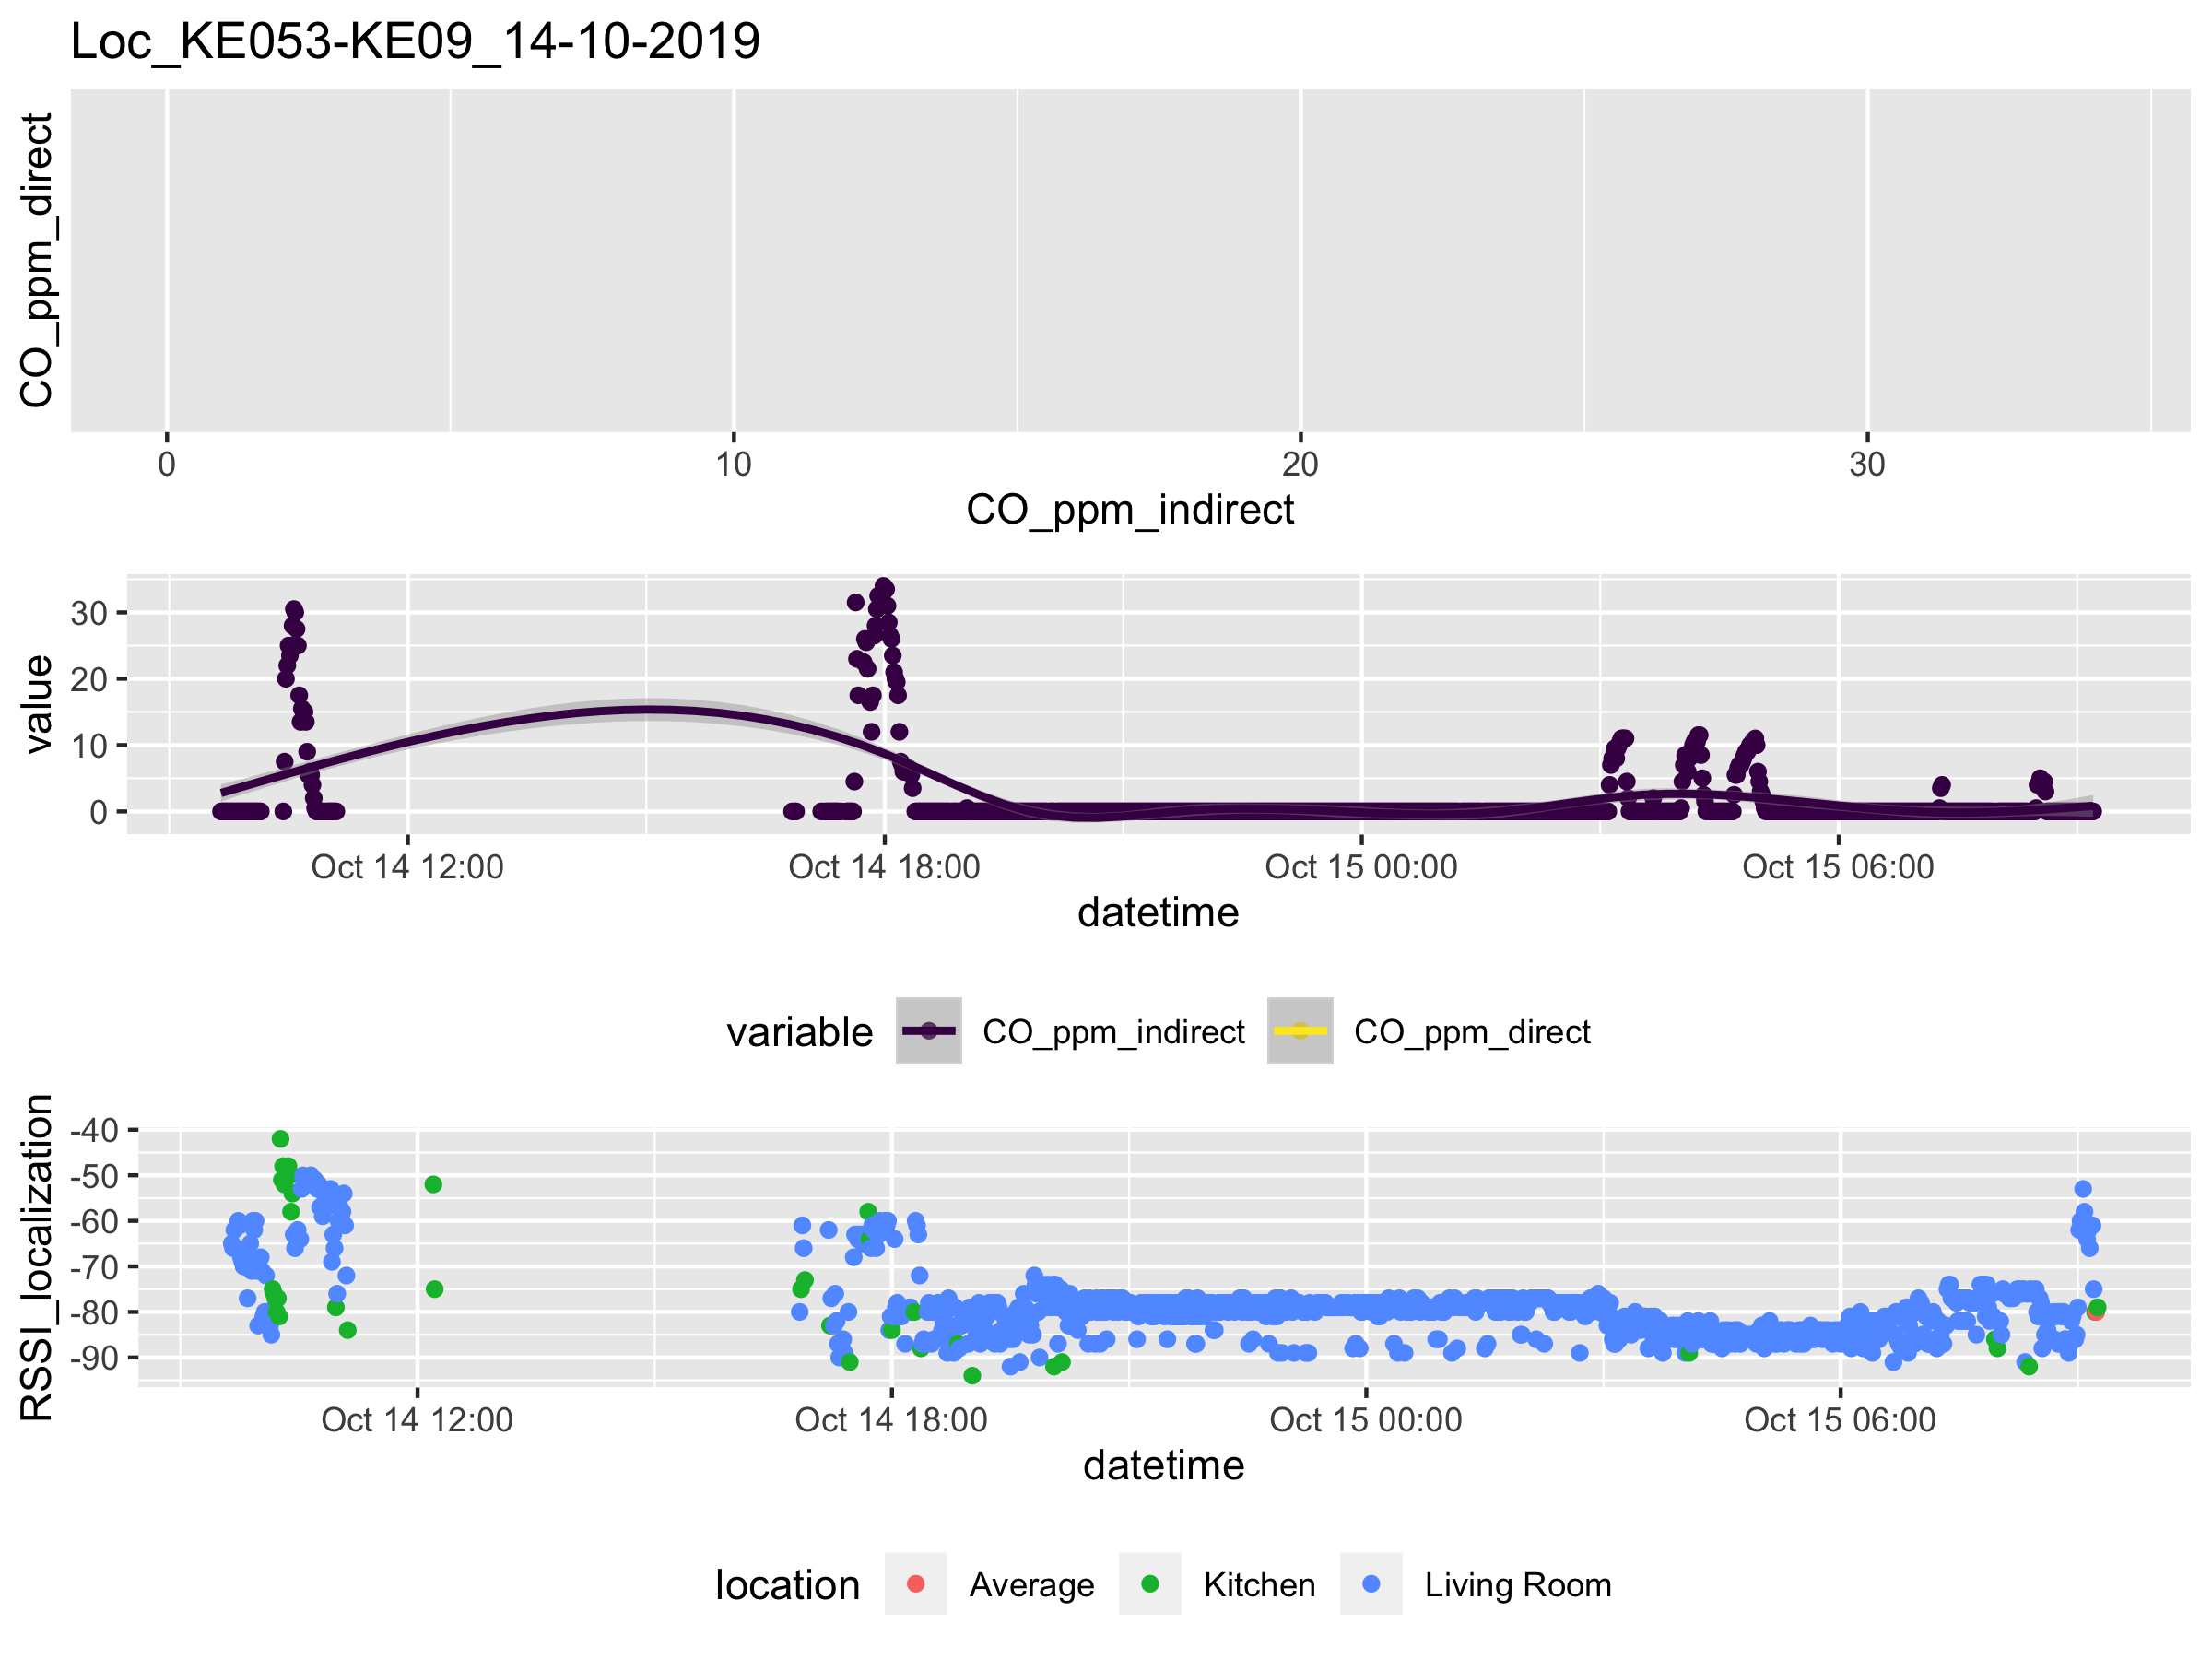 Loc_KE053-KE09_14-10-2019
CO_ppm_direct
0 10 20 30
CO_ppm_indirect
value
30
20
10
0
Oct 14 12:00 Oct 14 18:00 Oct 15 00:00 Oct 15 06:00
datetime
variable CO_ppm_indirect CO_ppm_direct
RSSI_localization
-40
-50
-60
-70
-80
-90
Oct 14 12:00 Oct 14 18:00 Oct 15 00:00 Oct 15 06:00
datetime
location Average Kitchen Living Room